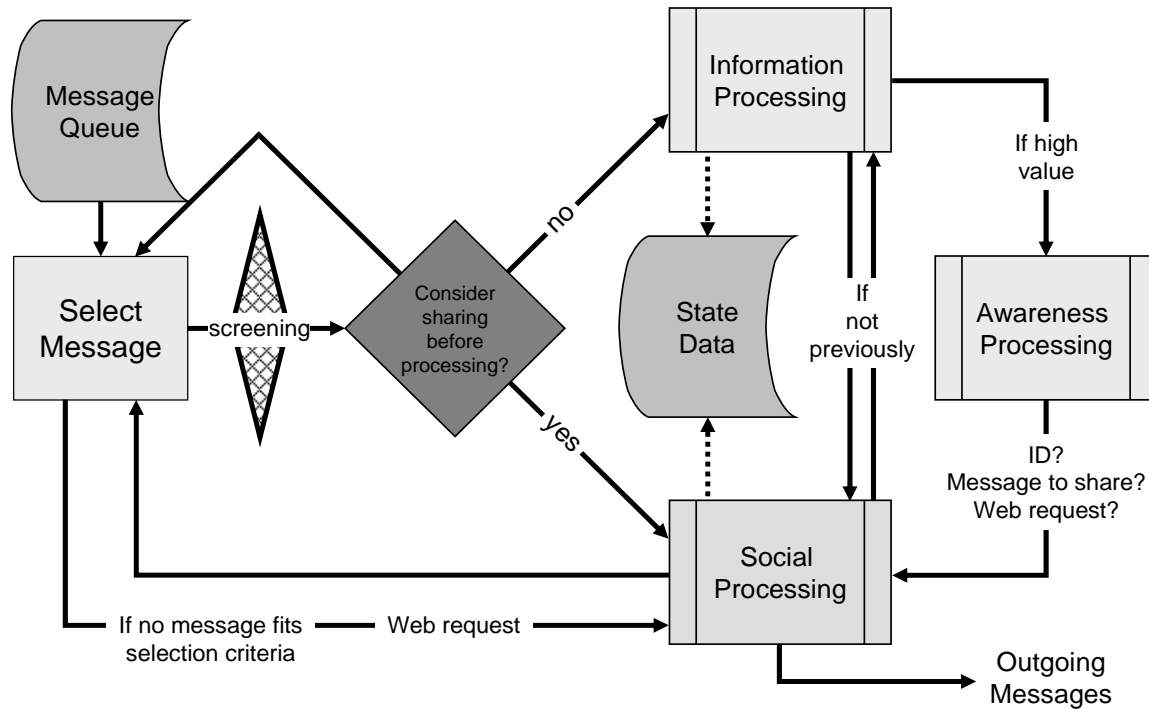 Message
Queue
Information
Processing
If high
value
no
Select
Message
screening
Consider
sharing
before
processing?
State
Data
If
not
previously
Awareness
Processing
yes
ID?
Message to share?
Web request?
Social
Processing
If no message fits
selection criteria
Web request
Outgoing
Messages